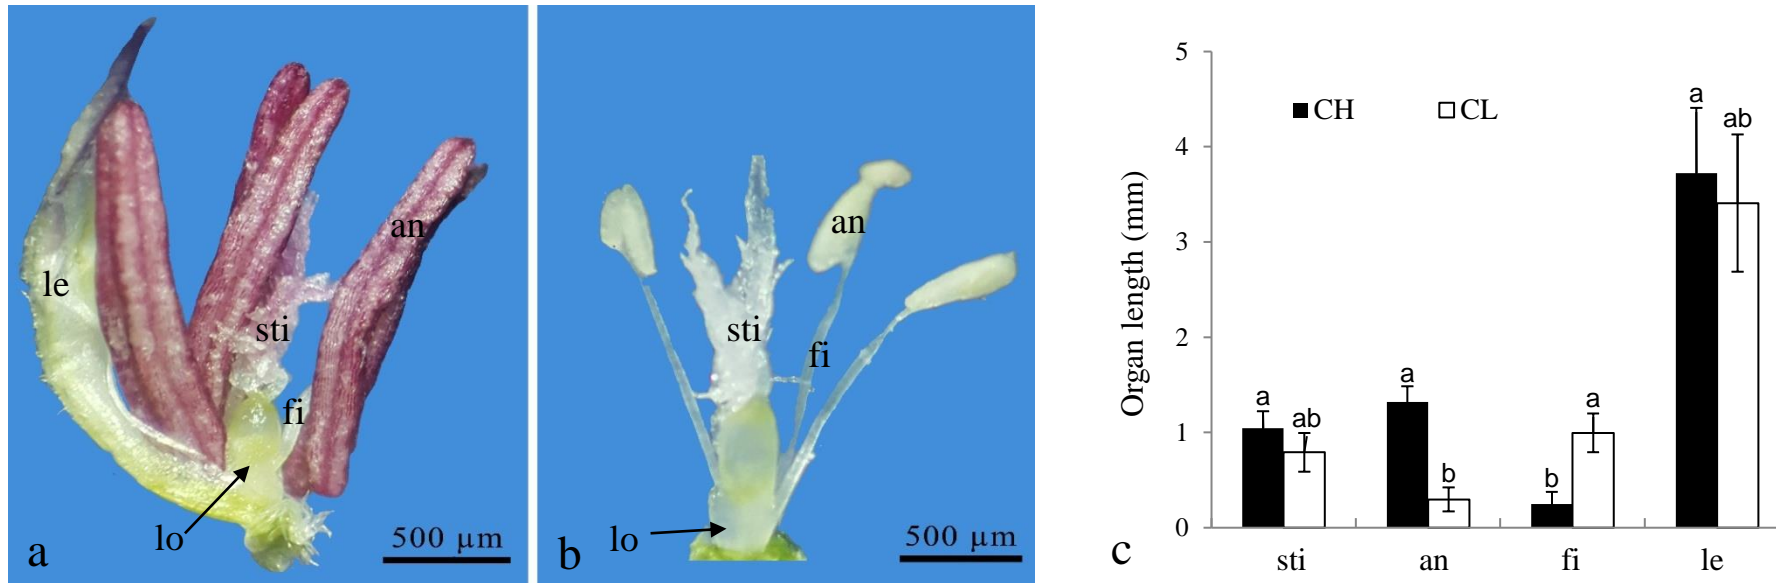 le
an
sti
fi
lo
a
500 µm
an
sti
fi
lo
b
500 µm
Organ length (mm)
5
4
3
2
1
0
CH
CL
a
ab
a
b
b
a
a
ab
sti
an
fi
le
c